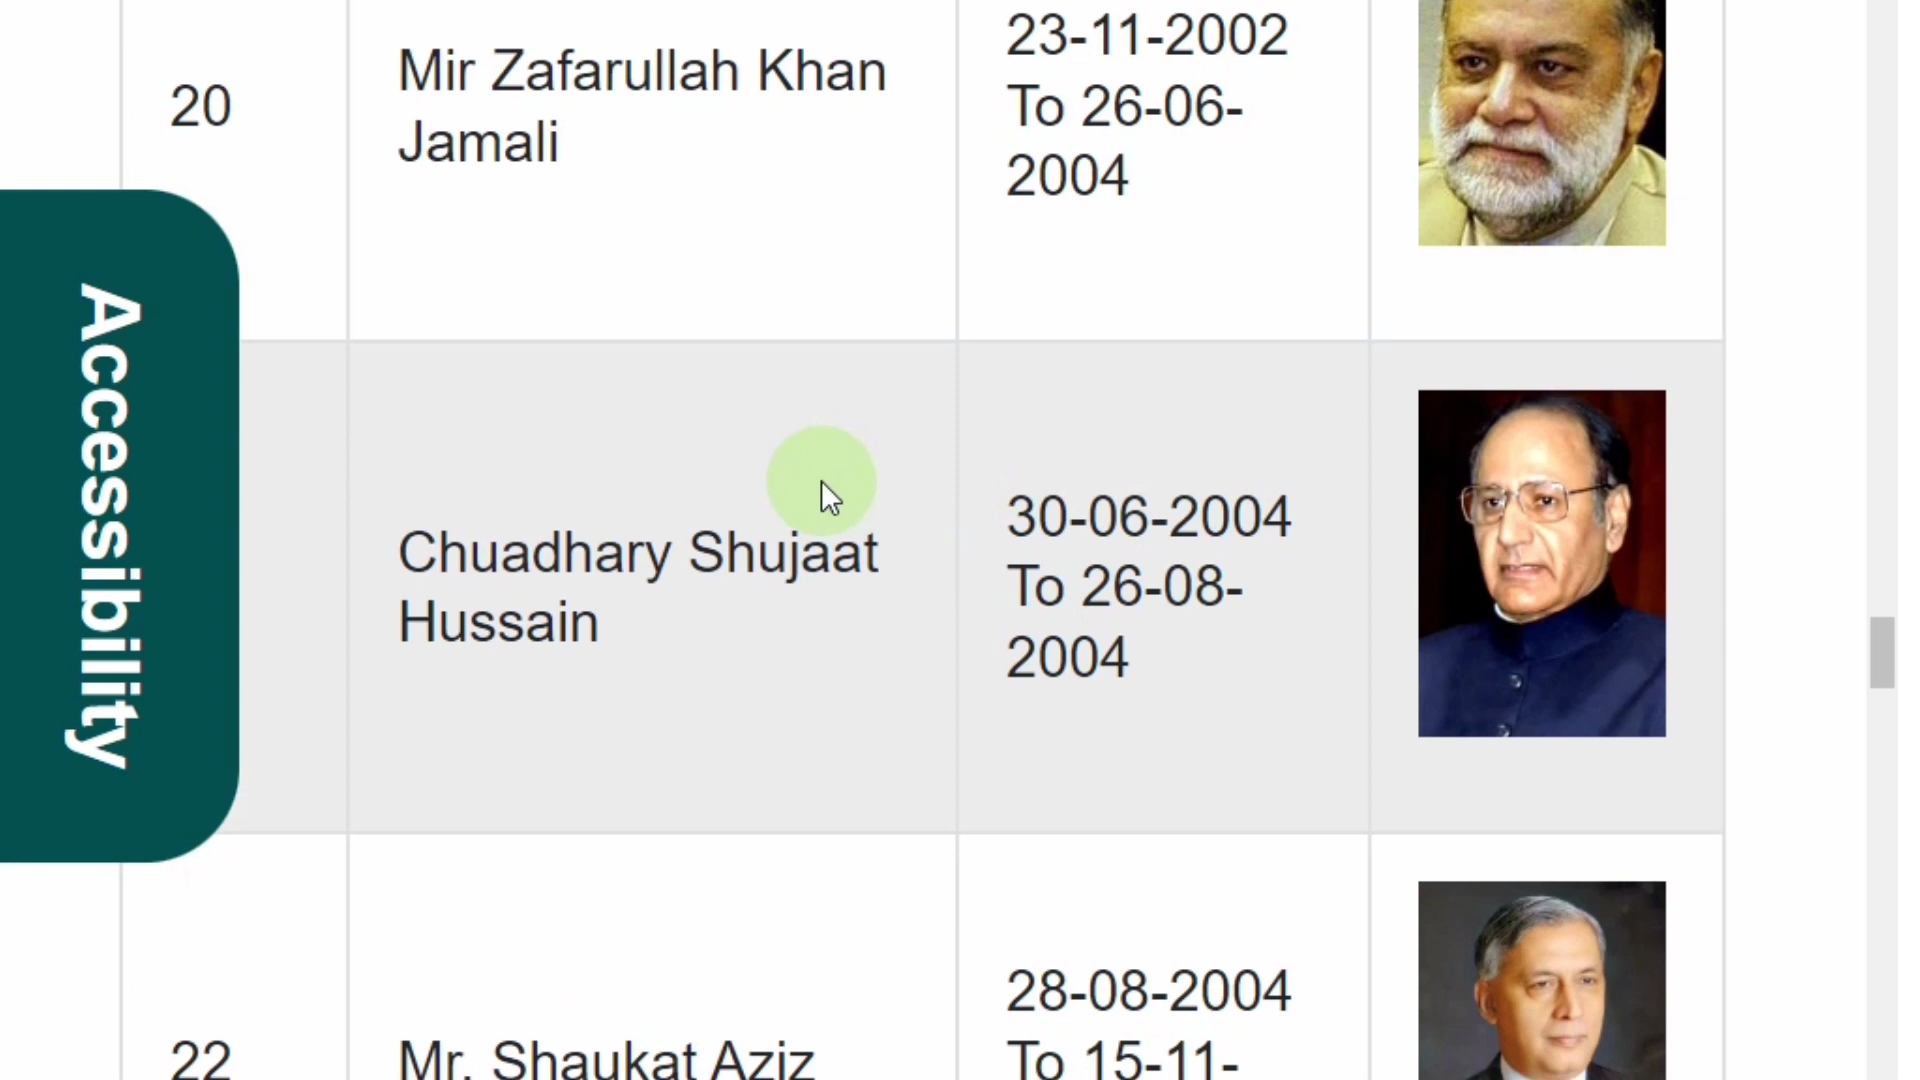 20
Mir Zafarullah Khan
Jamali
23-11-2002
To 26-06-
2004
Accessibility
Chuadhary Shujaat
Hussain
30-06-2004
To 26-08-
2004
22
Mr. Shaukat Aziz
28-08-2004
To 15-11-